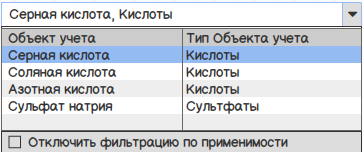 Серная кислота, Кислоты
Объект учета Тип Объекта учета
Серная кислота Кислоты
Соляная кислота Кислоты
Азотная кислота Кислоты
Сульфат натрия Сультфаты
Отключить фильтрацию по применимости